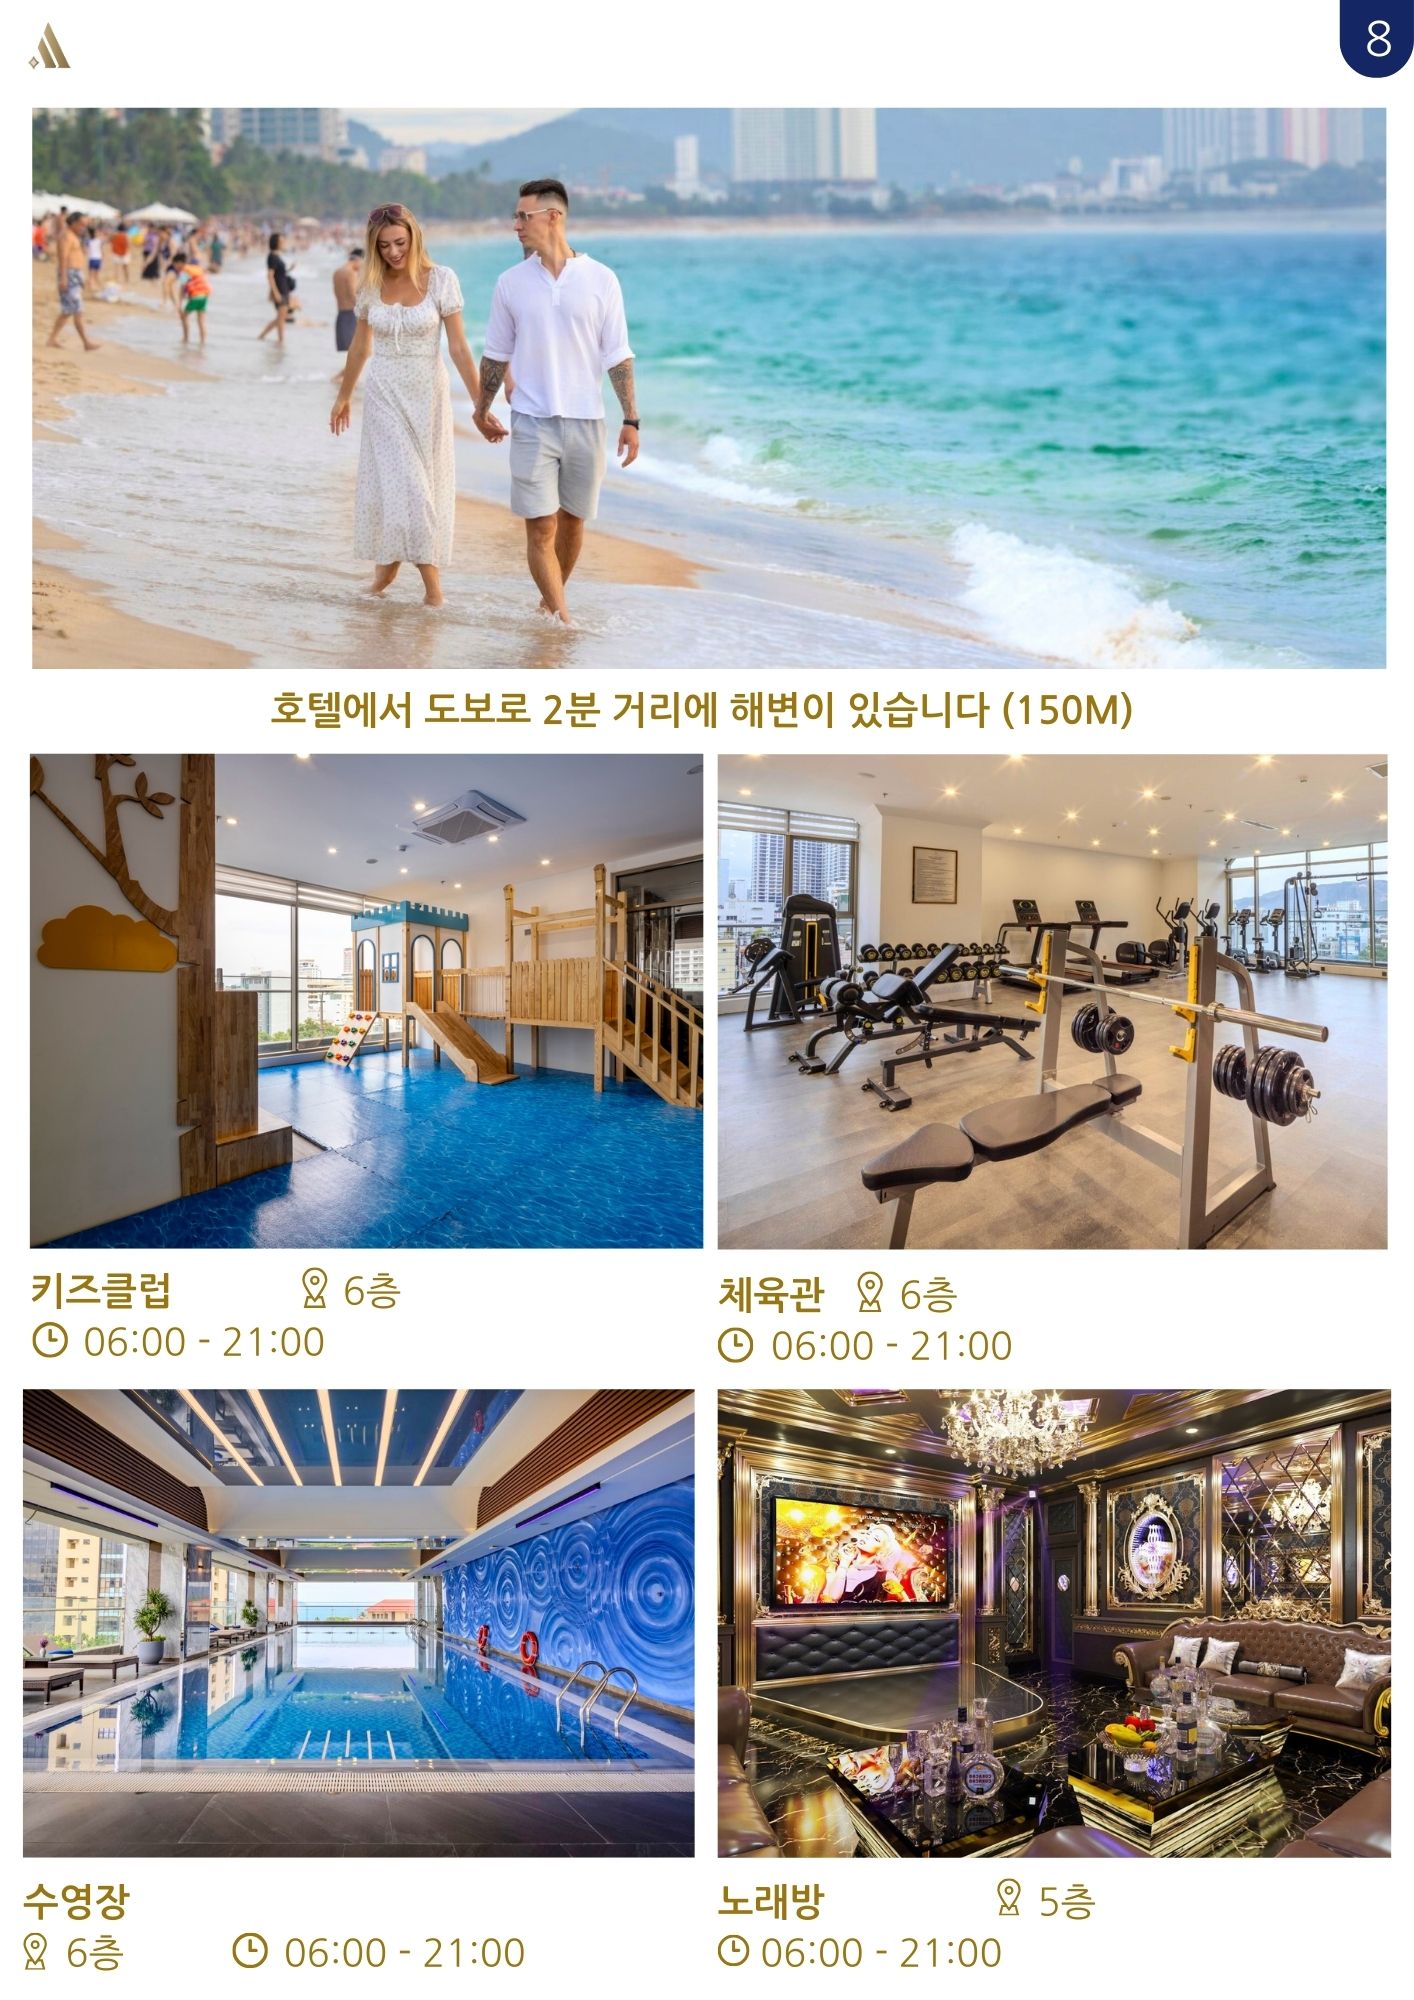 8
호텔에서 도보로 2분 거리에 해변이 있습니다 (150M)
키즈클럽 6층
06:00 - 21:00
체육관 6층
06:00 - 21:00
수영장
6층 06:00 - 21:00
노래방 5층
06:00 - 21:00